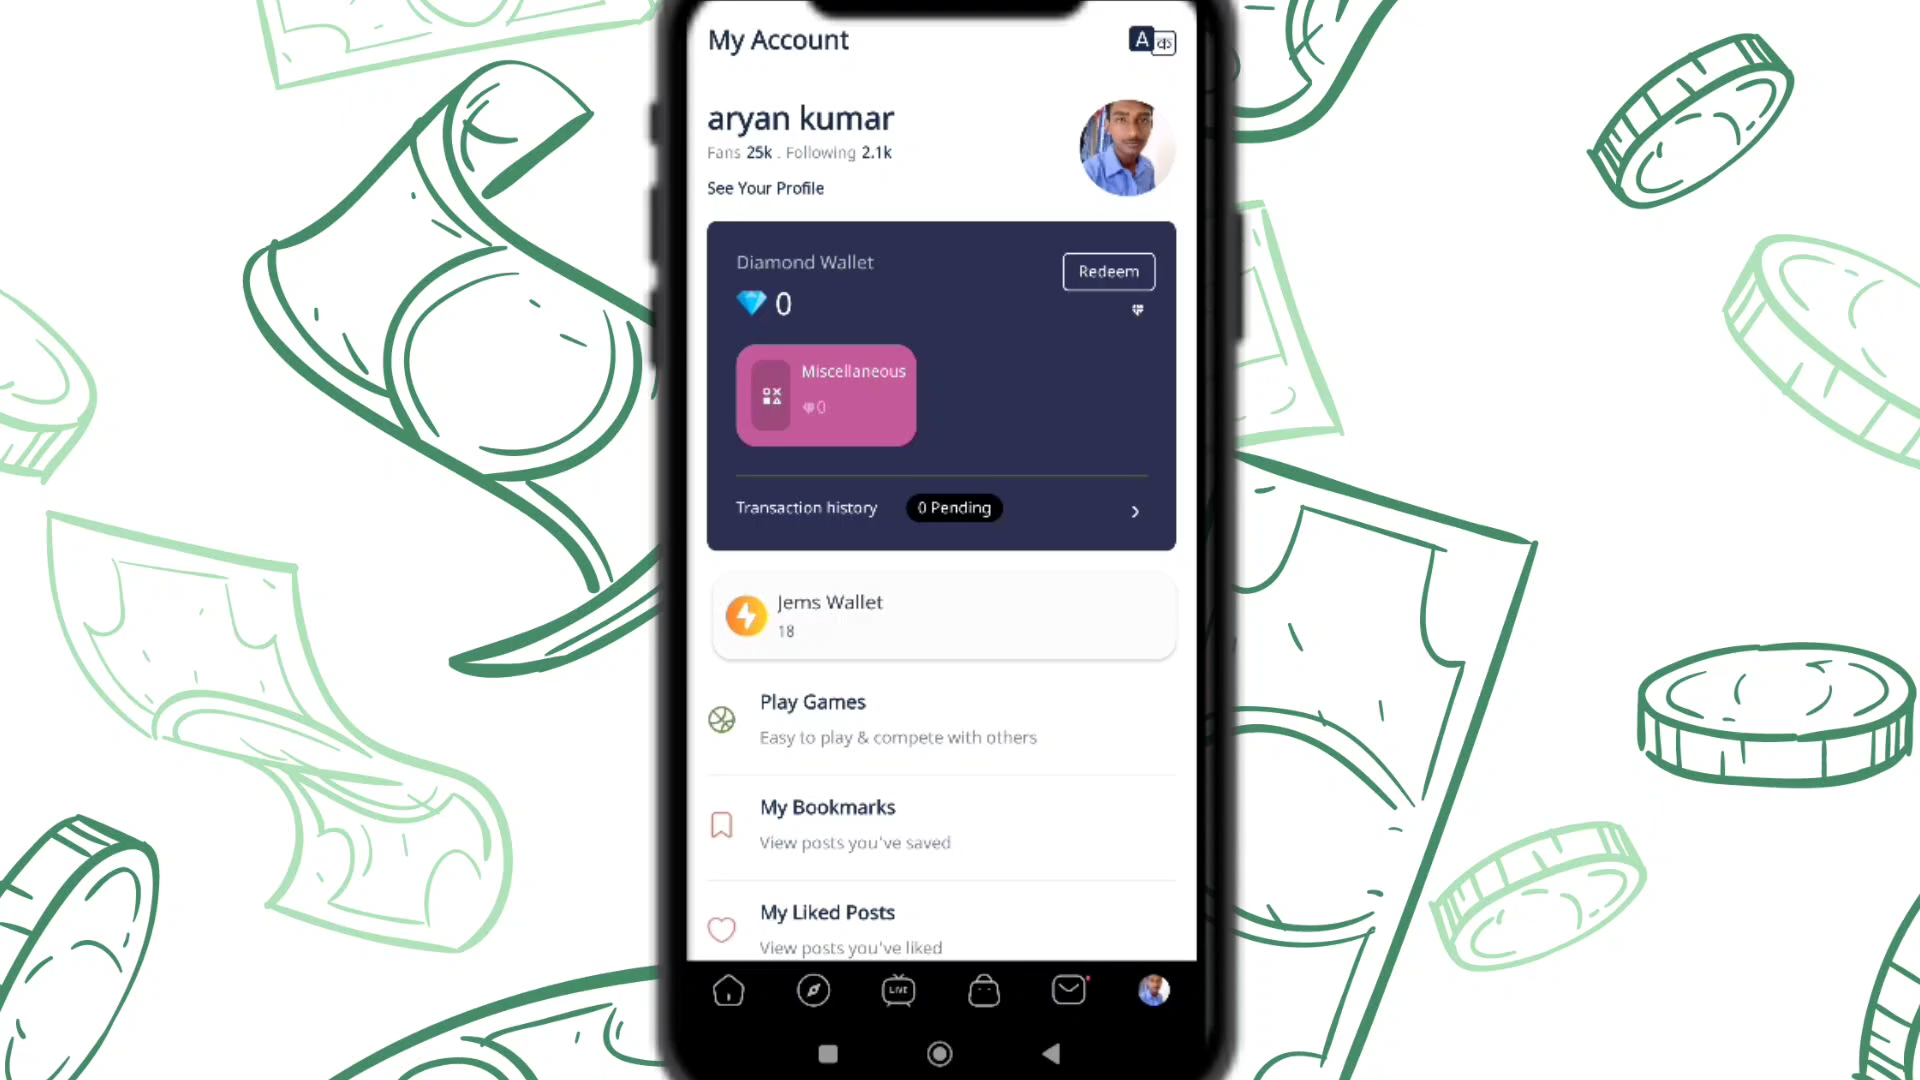 My Account
A क
aryan kumar
Fans 25k . Following 2.1k
See Your Profile
Diamond Wallet
Redeem
0
Miscellaneous
0
Transaction history
0 Pending
Jems Wallet
18
Play Games
Easy to play & compete with others
My Bookmarks
View posts you've saved
My Liked Posts
View posts you've liked
LIVE